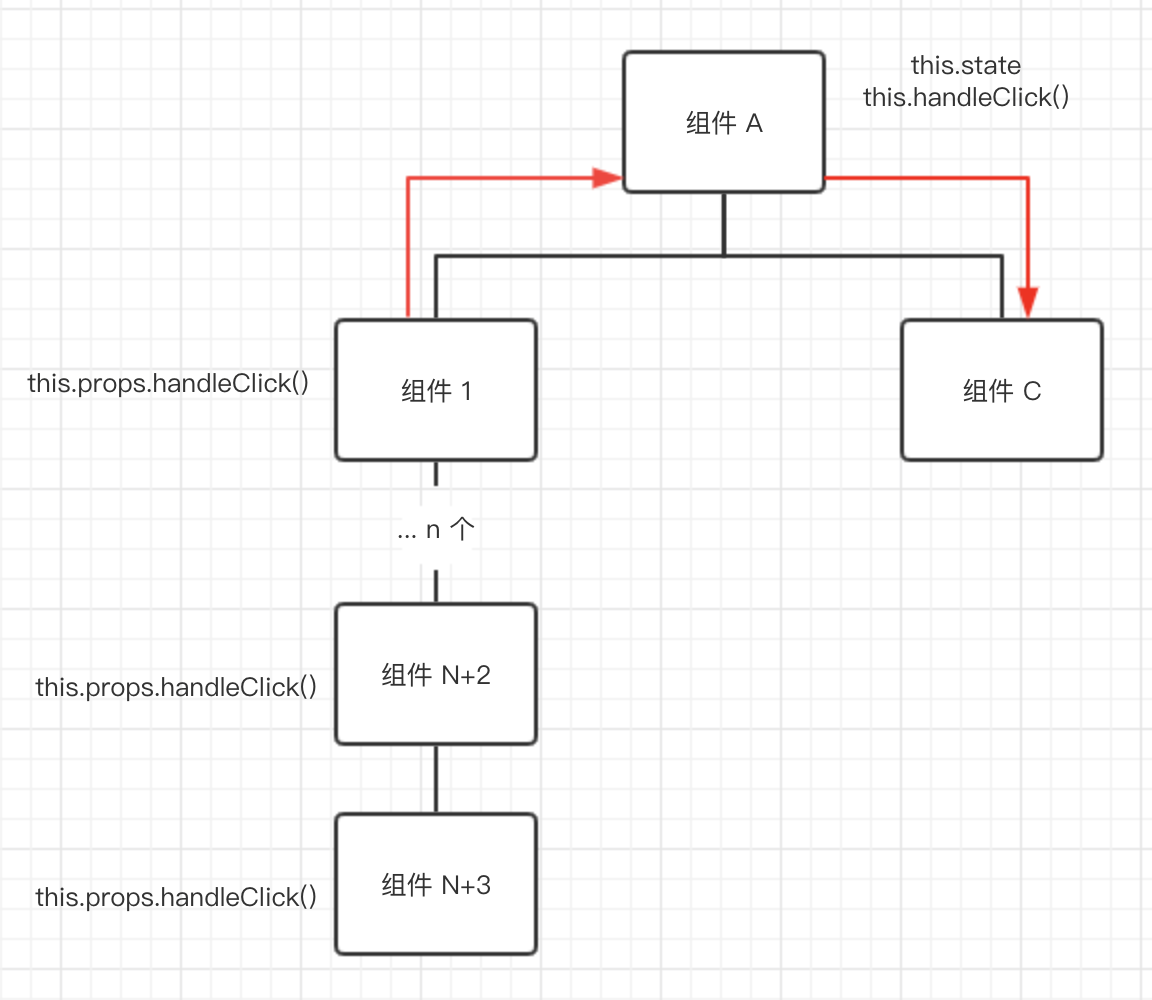 this.state
this.handleClick()
组件 A
this.props.handleClick()
组件 1
组件 C
... n 个
this.props.handleClick()
组件 N+2
this.props.handleClick()
组件 N+3